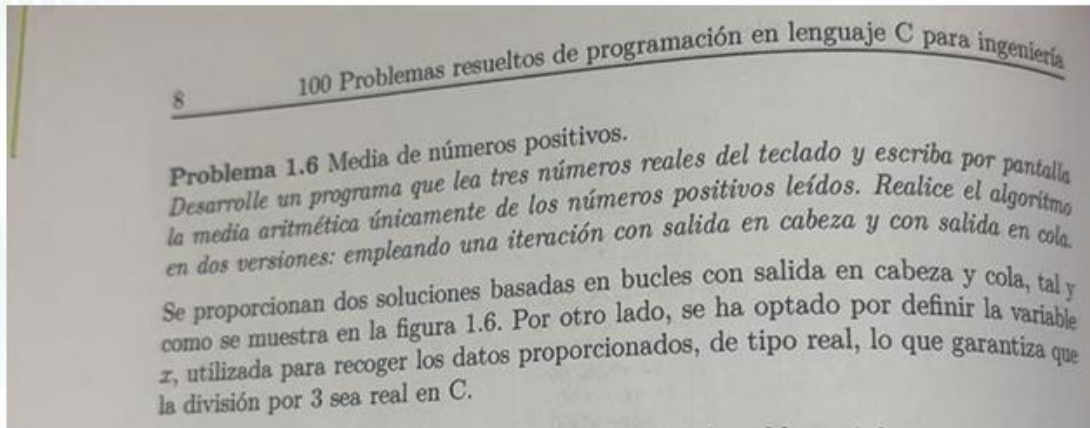 8 100 Problemas resueltos de programación en lenguaje C para ingeniería
Problema 1.6 Media de números positivos.
Desarrolle un programa que lea tres números reales del teclado y escriba por pantalla
la media aritmética únicamente de los números positivos leídos. Realice el algoritmo
en dos versiones: empleando una iteración con salida en cabeza y con salida en cola.
Se proporcionan dos soluciones basadas en bucles con salida en cabeza y cola, tal y
como se muestra en la figura 1.6. Por otro lado, se ha optado por definir la variable
x, utilizada para recoger los datos proporcionados, de tipo real, lo que garantiza que
la división por 3 sea real en C.